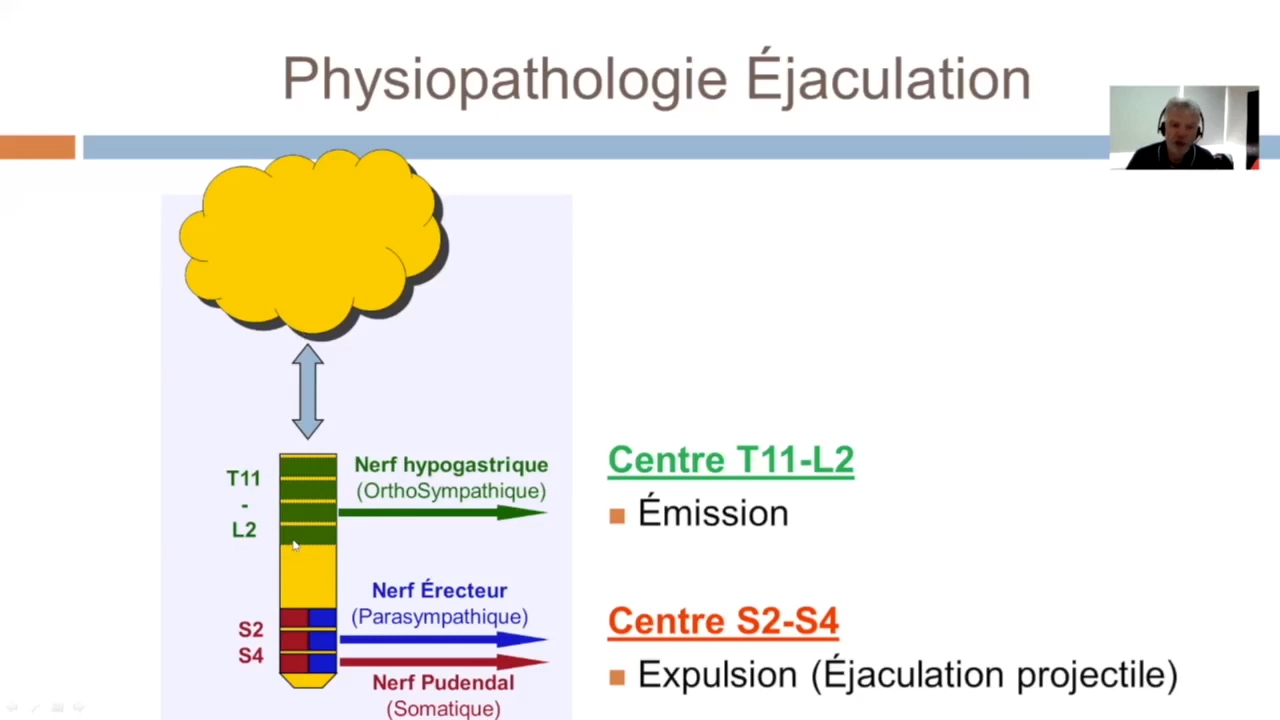 Physiopathologie Éjaculation
T11
-
L2
Nerf hypogastrique
(OrthoSympathique)
Nerf Érecteur
(Parasympathique)
S2
S4
Nerf Pudendal
(Somatique)
Centre T11-L2
Émission
Centre S2-S4
Expulsion (Éjaculation projectile)